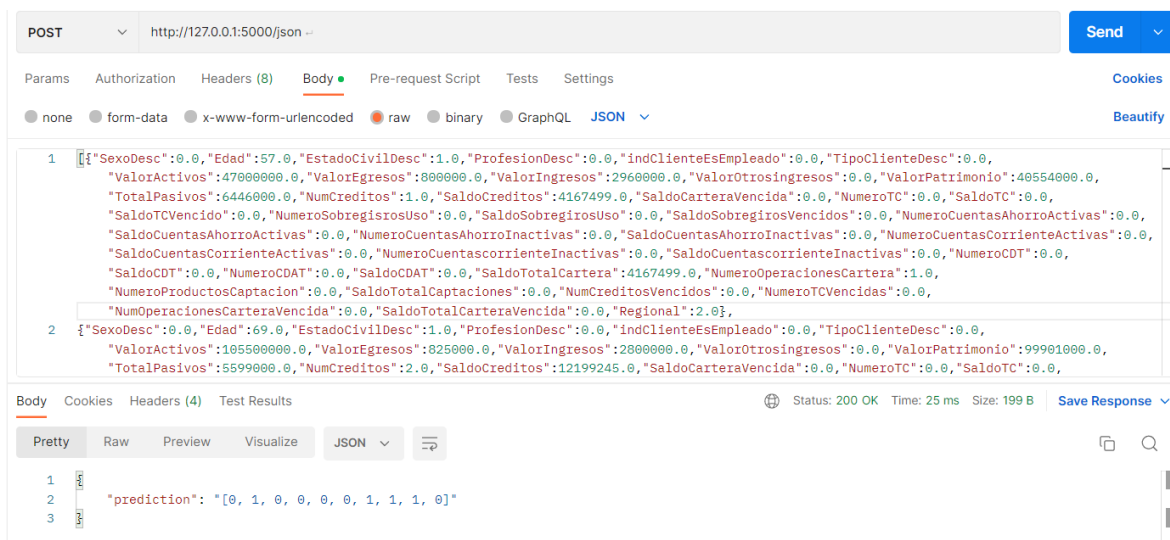 POST http://127.0.0.1:5000/json Send
Params Authorization Headers (8) Body Pre-request Script Tests Settings Cookies
none form-data x-www-form-urlencoded raw binary GraphQL JSON Beautify
1 [{"SexoDesc":0.0,"Edad":57.0,"EstadoCivilDesc":1.0,"ProfesionDesc":0.0,"indClienteEsEmpleado":0.0,"TipoClienteDesc":0.0,
"ValorActivos":47000000.0,"ValorEgresos":800000.0,"ValorIngresos":2960000.0,"ValorOtrosingresos":0.0,"ValorPatrimonio":40554000.0,
"TotalPasivos":6446000.0,"NumCreditos":1.0,"SaldoCreditos":4167499.0,"SaldoCarteraVencida":0.0,"NumeroTC":0.0,"SaldoTC":0.0,
"SaldoTCVencido":0.0,"NumeroSobregisrosUso":0.0,"SaldoSobregirosUso":0.0,"SaldoSobregirosVencidos":0.0,"NumeroCuentasAhorroActivas":0.0,
"SaldoCuentasAhorroActivas":0.0,"NumeroCuentasAhorroInactivas":0.0,"SaldoCuentasAhorroInactivas":0.0,"NumeroCuentasCorrienteActivas":0.0,
"SaldoCuentasCorrienteActivas":0.0,"NumeroCuentascorrienteInactivas":0.0,"SaldoCuentascorrienteInactivas":0.0,"NumeroCDT":0.0,
"SaldoCDT":0.0,"NumeroCDAT":0.0,"SaldoCDAT":0.0,"SaldoTotalCartera":4167499.0,"NumeroOperacionesCartera":1.0,
"NumeroProductosCaptacion":0.0,"SaldoTotalCaptaciones":0.0,"NumCreditosVencidos":0.0,"NumeroTCVencidas":0.0,
"NumOperacionesCarteraVencida":0.0,"SaldoTotalCarteraVencida":0.0,"Regional":2.0},
2 {"SexoDesc":0.0,"Edad":69.0,"EstadoCivilDesc":1.0,"ProfesionDesc":0.0,"indClienteEsEmpleado":0.0,"TipoClienteDesc":0.0,
"ValorActivos":105500000.0,"ValorEgresos":825000.0,"ValorIngresos":2800000.0,"ValorOtrosingresos":0.0,"ValorPatrimonio":99901000.0,
"TotalPasivos":5599000.0,"NumCreditos":2.0,"SaldoCreditos":12199245.0,"SaldoCarteraVencida":0.0,"NumeroTC":0.0,"SaldoTC":0.0,
Body Cookies Headers (4) Test Results Status: 200 OK Time: 25 ms Size: 199 B Save Response
Pretty Raw Preview Visualize JSON
1 {
2 "prediction": "[0, 1, 0, 0, 0, 0, 1, 1, 1, 0]"
3 }